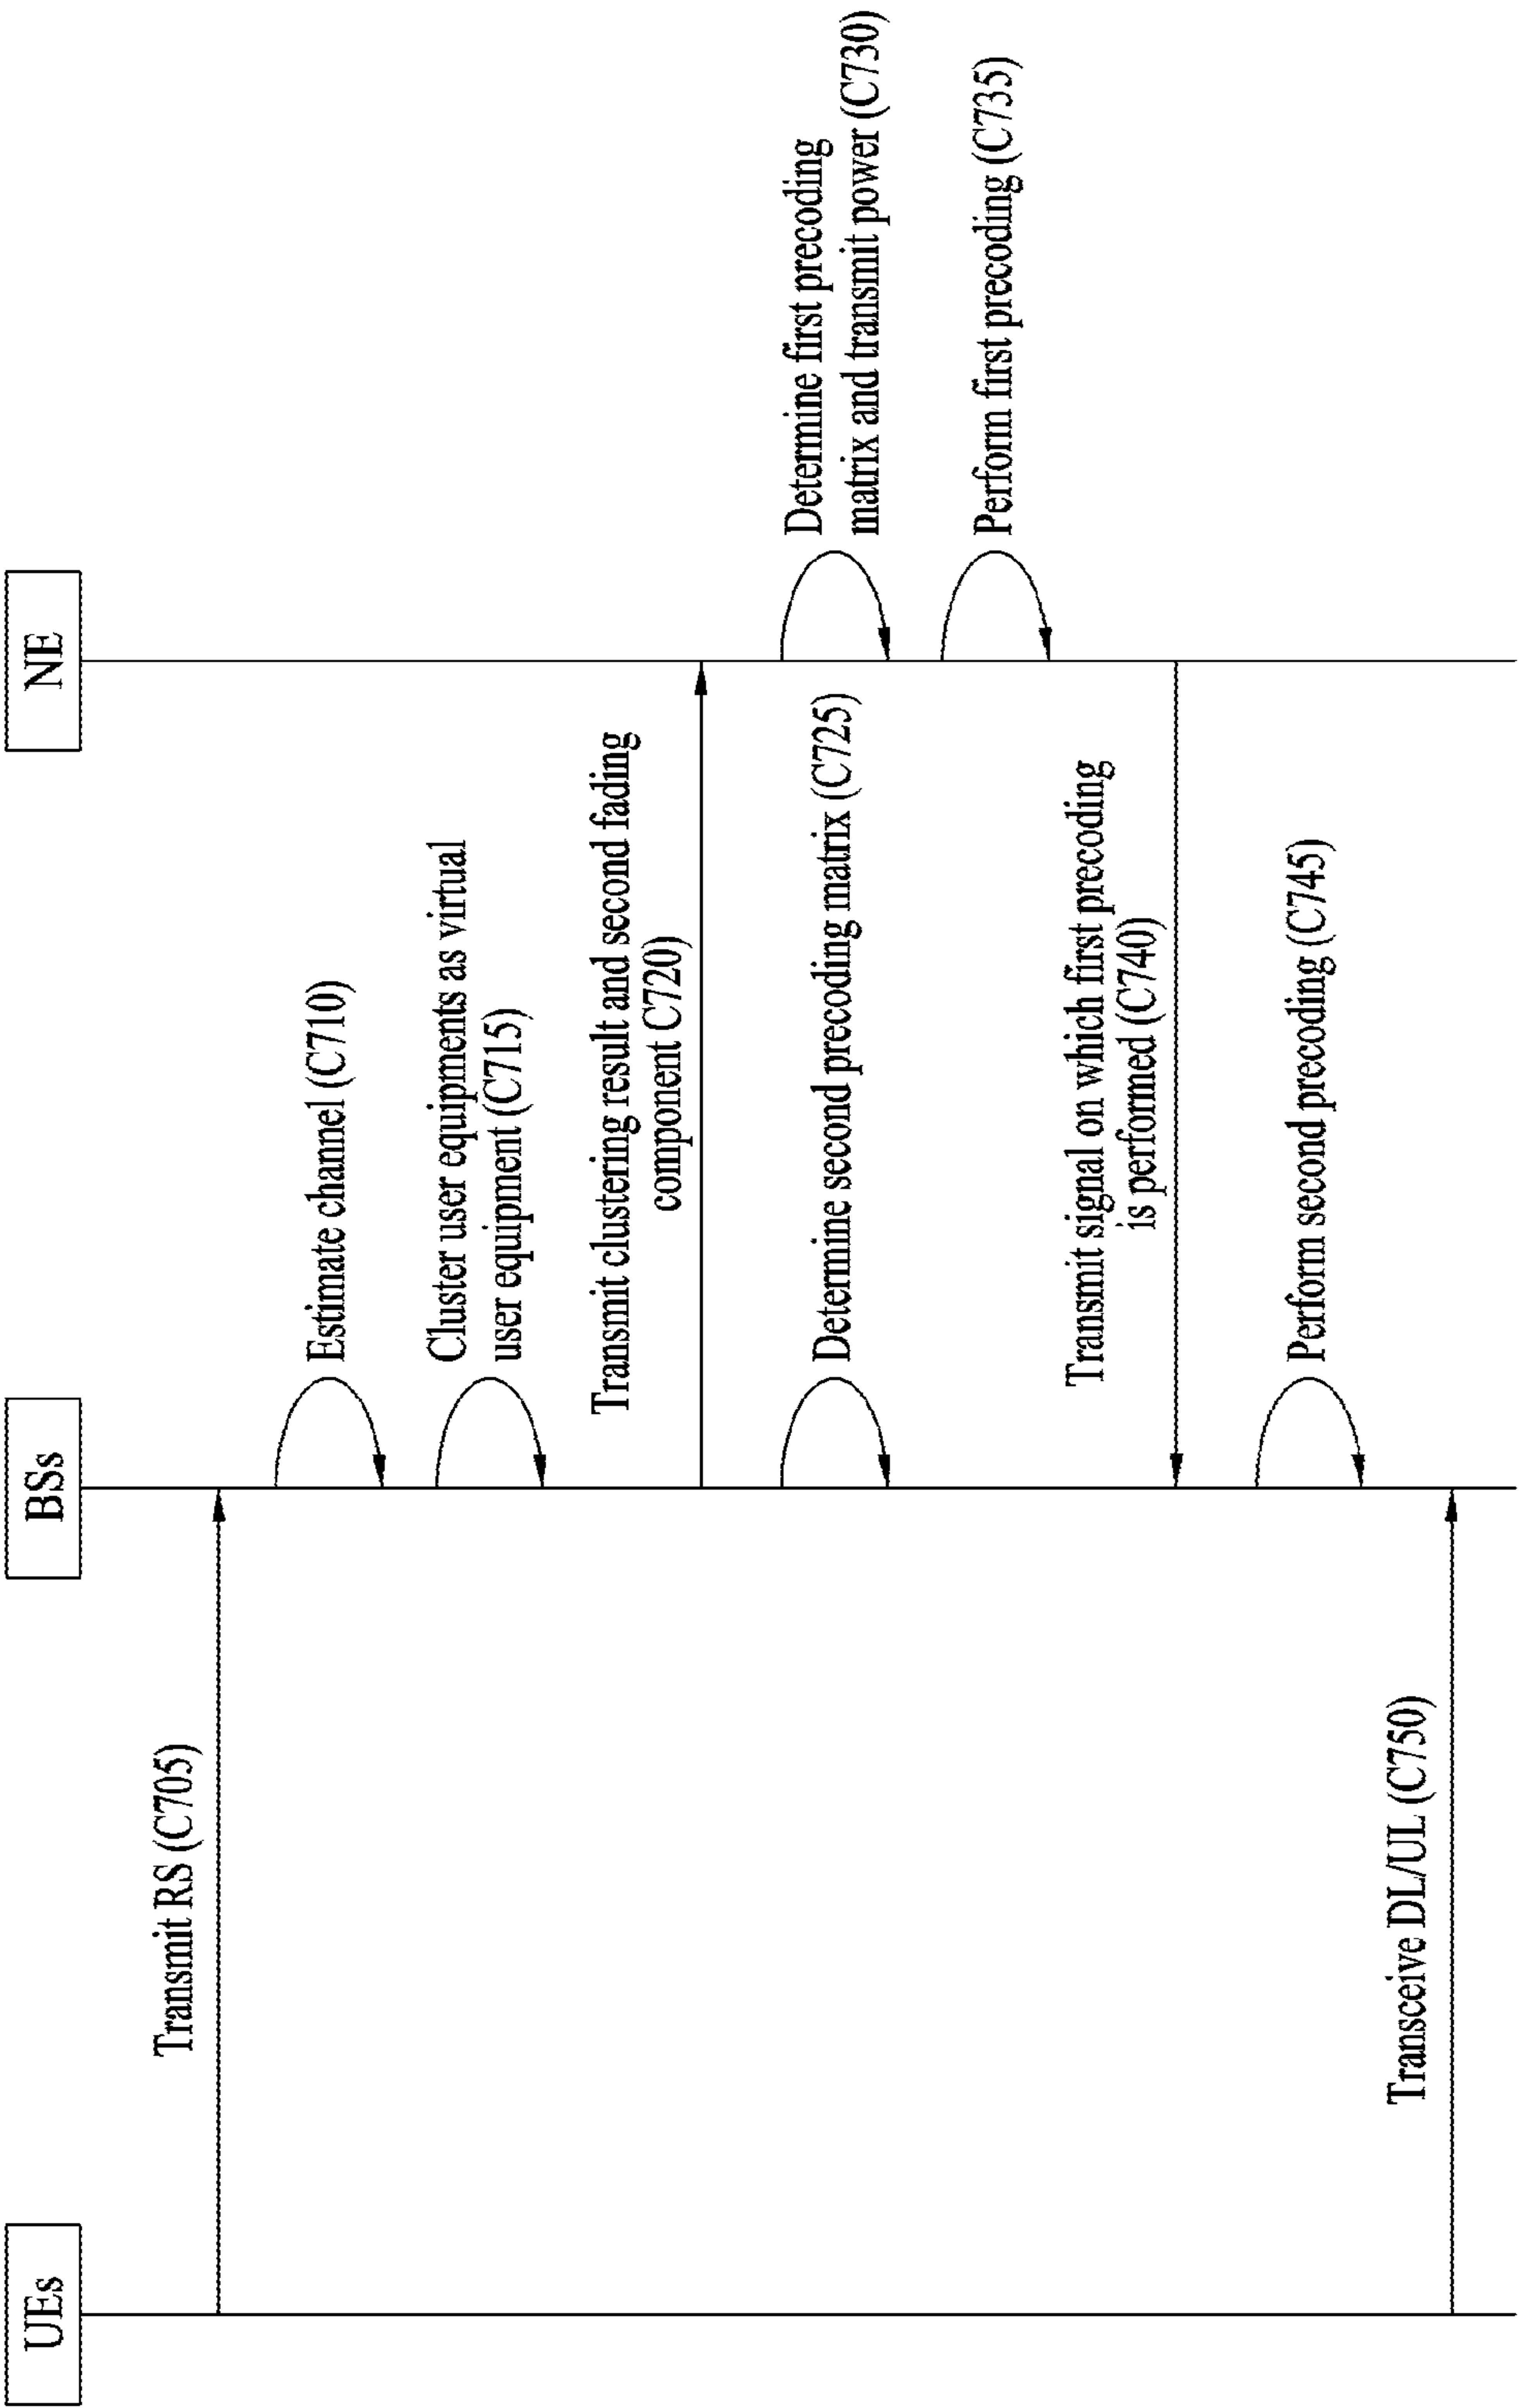 UEs
BSs
NE
Transmit RS (C705)
Estimate channel (C710)
Cluster user equipments as virtual
user equipment (C715)
Transmit clustering result and second fading
component C720)
Determine second precoding matrix (C725)
Determine first precoding
matrix and transmit power (C730)
Perform first precoding (C735)
Transmit signal on which first precoding
is performed (C740)
Perform second precoding (C745)
Transceive DL/UL (C750)